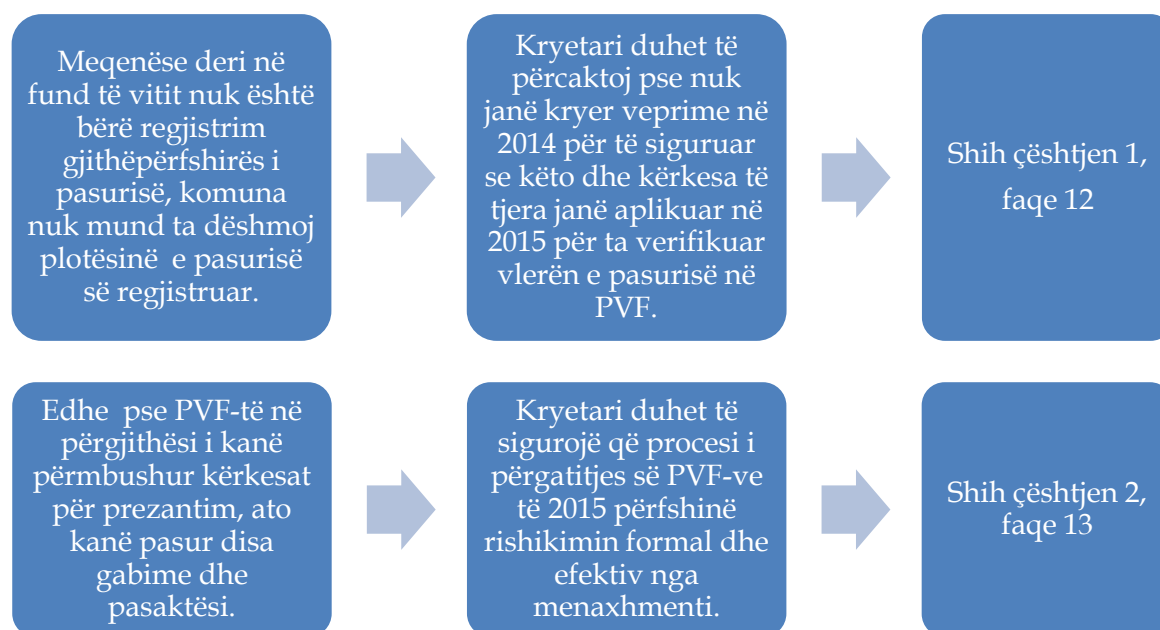 Meqenëse deri në
fund të vitit nuk është
bërë regjistrim
gjithëpërfshirës i
pasurisë, komuna
nuk mund ta dëshmoj
plotësinë e pasurisë
së regjistruar.
Kryetari duhet të
përcaktoj pse nuk
janë kryer veprime në
2014 për të siguruar
se këto dhe kërkesa të
tjera janë aplikuar në
2015 për ta verifikuar
vlerën e pasurisë në
PVF.
Shih çështjen 1,
faqe 12
Edhe pse PVF-të në
përgjithësi i kanë
përmbushur kërkesat
për prezantim, ato
kanë pasur disa
gabime dhe
pasaktësi.
Kryetari duhet të
sigurojë që procesi i
përgatitjes së PVF-ve
të 2015 përfshinë
rishikimin formal dhe
efektiv nga
menaxhmenti.
Shih çështjen 2,
faqe 13